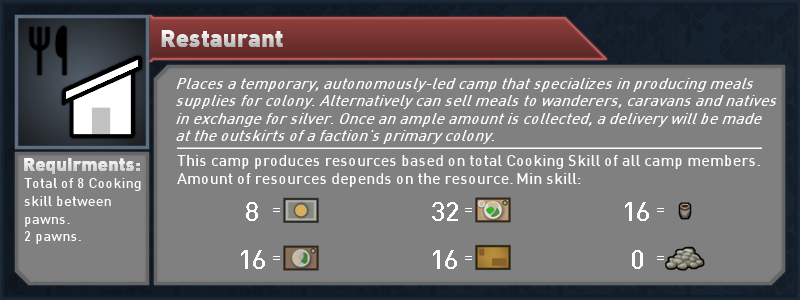 Restaurant
Places a temporary, autonomously-led camp that specializes in producing meals
supplies for colony. Alternatively can sell meals to wanderers, caravans and natives
in exchange for silver. Once an ample amount is collected, a delivery will be made
at the outskirts of a faction's primary colony.
This camp produces resources based on total Cooking Skill of all camp members.
Amount of resources depends on the resource. Min skill:
8 =
32 =
16 =
16 =
16 =
0 =
Requirments:
Total of 8 Cooking
skill between
pawns.
2 pawns.